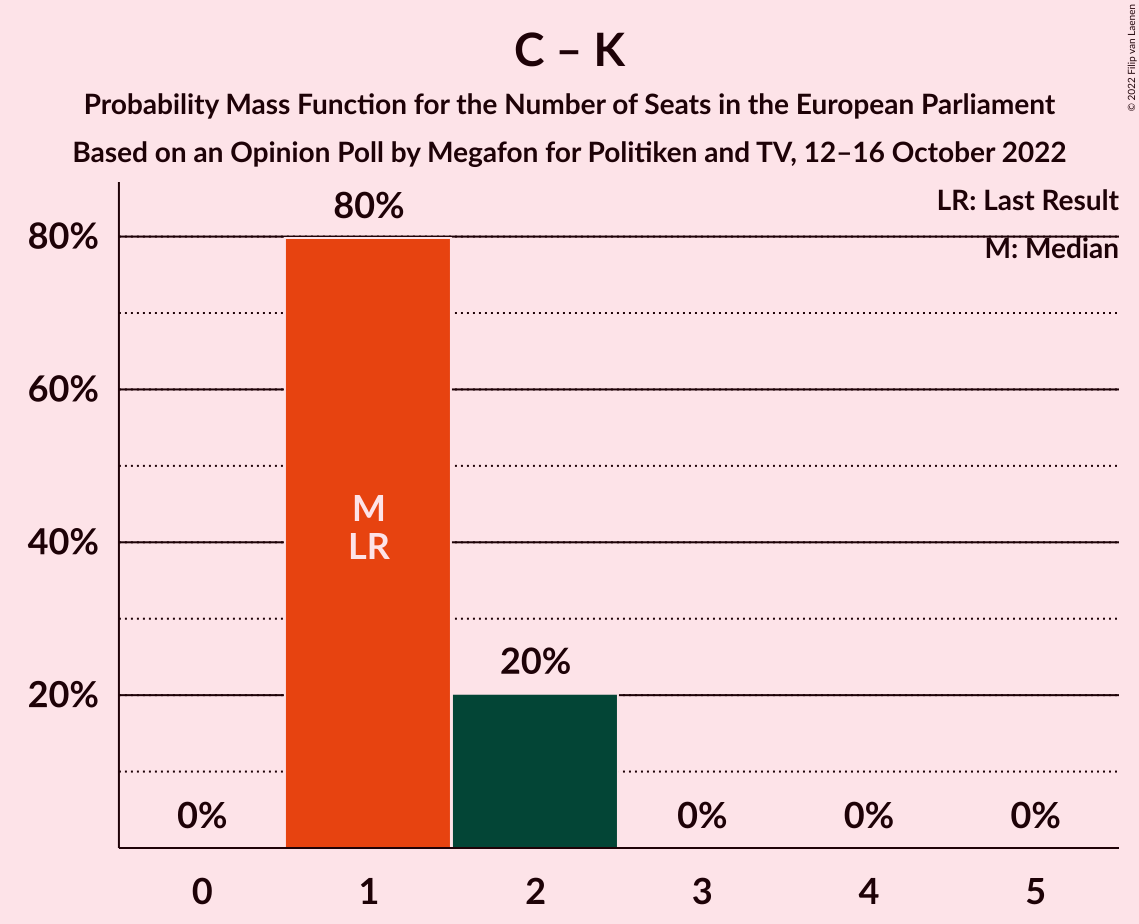 C – K
Probability Mass Function for the Number of Seats in the European Parliament
Based on an Opinion Poll by Megafon for Politiken and TV, 12–16 October 2022
© 2022 Filip van Laenen
LR: Last Result
M: Median
80%
60%
40%
20%
0%
80%
M
LR
20%
0%
0%
0%
0
1
2
3
4
5